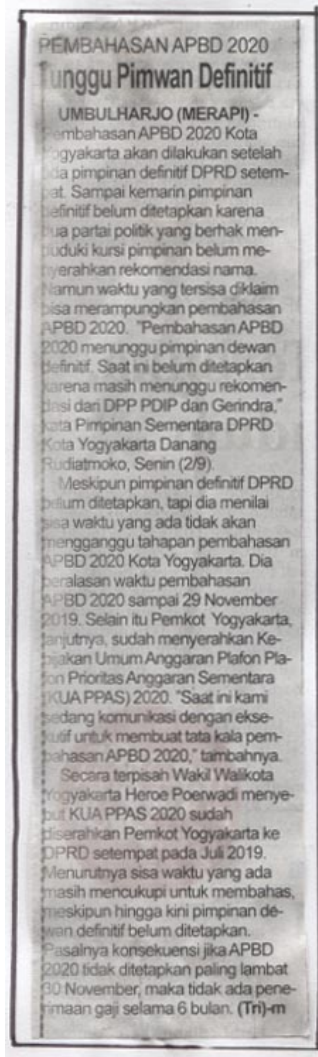 PEMBAHASAN APBD 2020
Tunggu Pimwan Definitif
UMBULHARJO (MERAPI) -
Pembahasan APBD 2020 Kota
Yogyakarta akan dilakukan setelah
ada pimpinan definitif DPRD setem-
pat. Sampai kemarin pimpinan
definitif belum ditetapkan karena
dua partai politik yang berhak men-
duduki kursi pimpinan belum me-
nyerahkan rekomendasi nama.
Namun waktu yang tersisa diklaim
bisa merampungkan pembahasan
APBD 2020. "Pembahasan APBD
2020 menunggu pimpinan dewan
definitif. Saat ini belum ditetapkan
karena masih menunggu rekomen-
dasi dari DPP PDIP dan Gerindra,"
kata Pimpinan Sementara DPRD
Kota Yogyakarta Danang
Rudiatmoko, Senin (2/9).
Meskipun pimpinan definitif DPRD
belum ditetapkan, tapi dia menilai
sisa waktu yang ada tidak akan
mengganggu tahapan pembahasan
APBD 2020 Kota Yogyakarta. Dia
beralasan waktu pembahasan
APBD 2020 sampai 29 November
2019. Selain itu Pemkot Yogyakarta,
lanjutnya, sudah menyerahkan Ke-
bijakan Umum Anggaran Plafon Pla-
fon Prioritas Anggaran Sementara
(KUA PPAS) 2020. "Saat ini kami
sedang komunikasi dengan ekse-
kutif untuk membuat tata kala pem-
bahasan APBD 2020," tambahnya.
Secara terpisah Wakil Walikota
Yogyakarta Heroe Poerwadi menye-
but KUA PPAS 2020 sudah
diserahkan Pemkot Yogyakarta ke
DPRD setempat pada Juli 2019.
Menurutnya sisa waktu yang ada
masih mencukupi untuk membahas,
meskipun hingga kini pimpinan de-
wan definitif belum ditetapkan.
Pasalnya konsekuensi jika APBD
2020 tidak ditetapkan paling lambat
30 November, maka tidak ada pene-
rimaan gaji selama 6 bulan. (Tri)-m